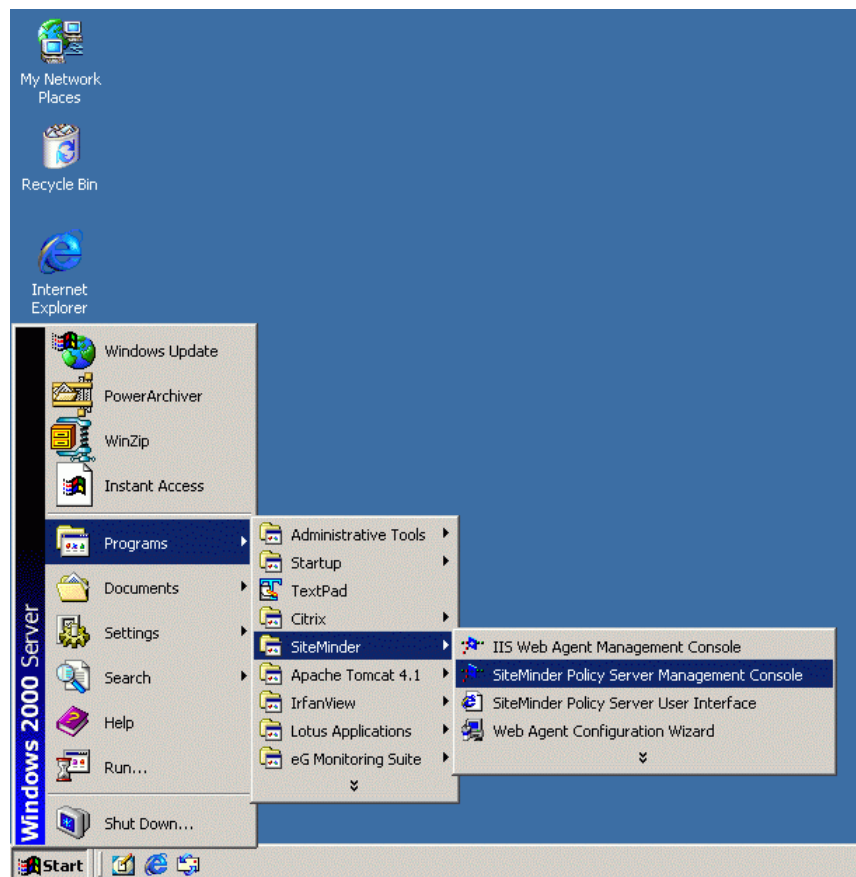 My Network
Places
Recycle Bin
Internet
Explorer
Windows Update
PowerArchiver
WinZip
Instant Access
Programs
Documents
Settings
Search
Help
Run...
Shut Down...
Windows 2000 Server
Administrative Tools
Startup
TextPad
Citrix
SiteMinder
Apache Tomcat 4.1
IrfanView
Lotus Applications
eG Monitoring Suite
IIS Web Agent Management Console
SiteMinder Policy Server Management Console
SiteMinder Policy Server User Interface
Web Agent Configuration Wizard
Start